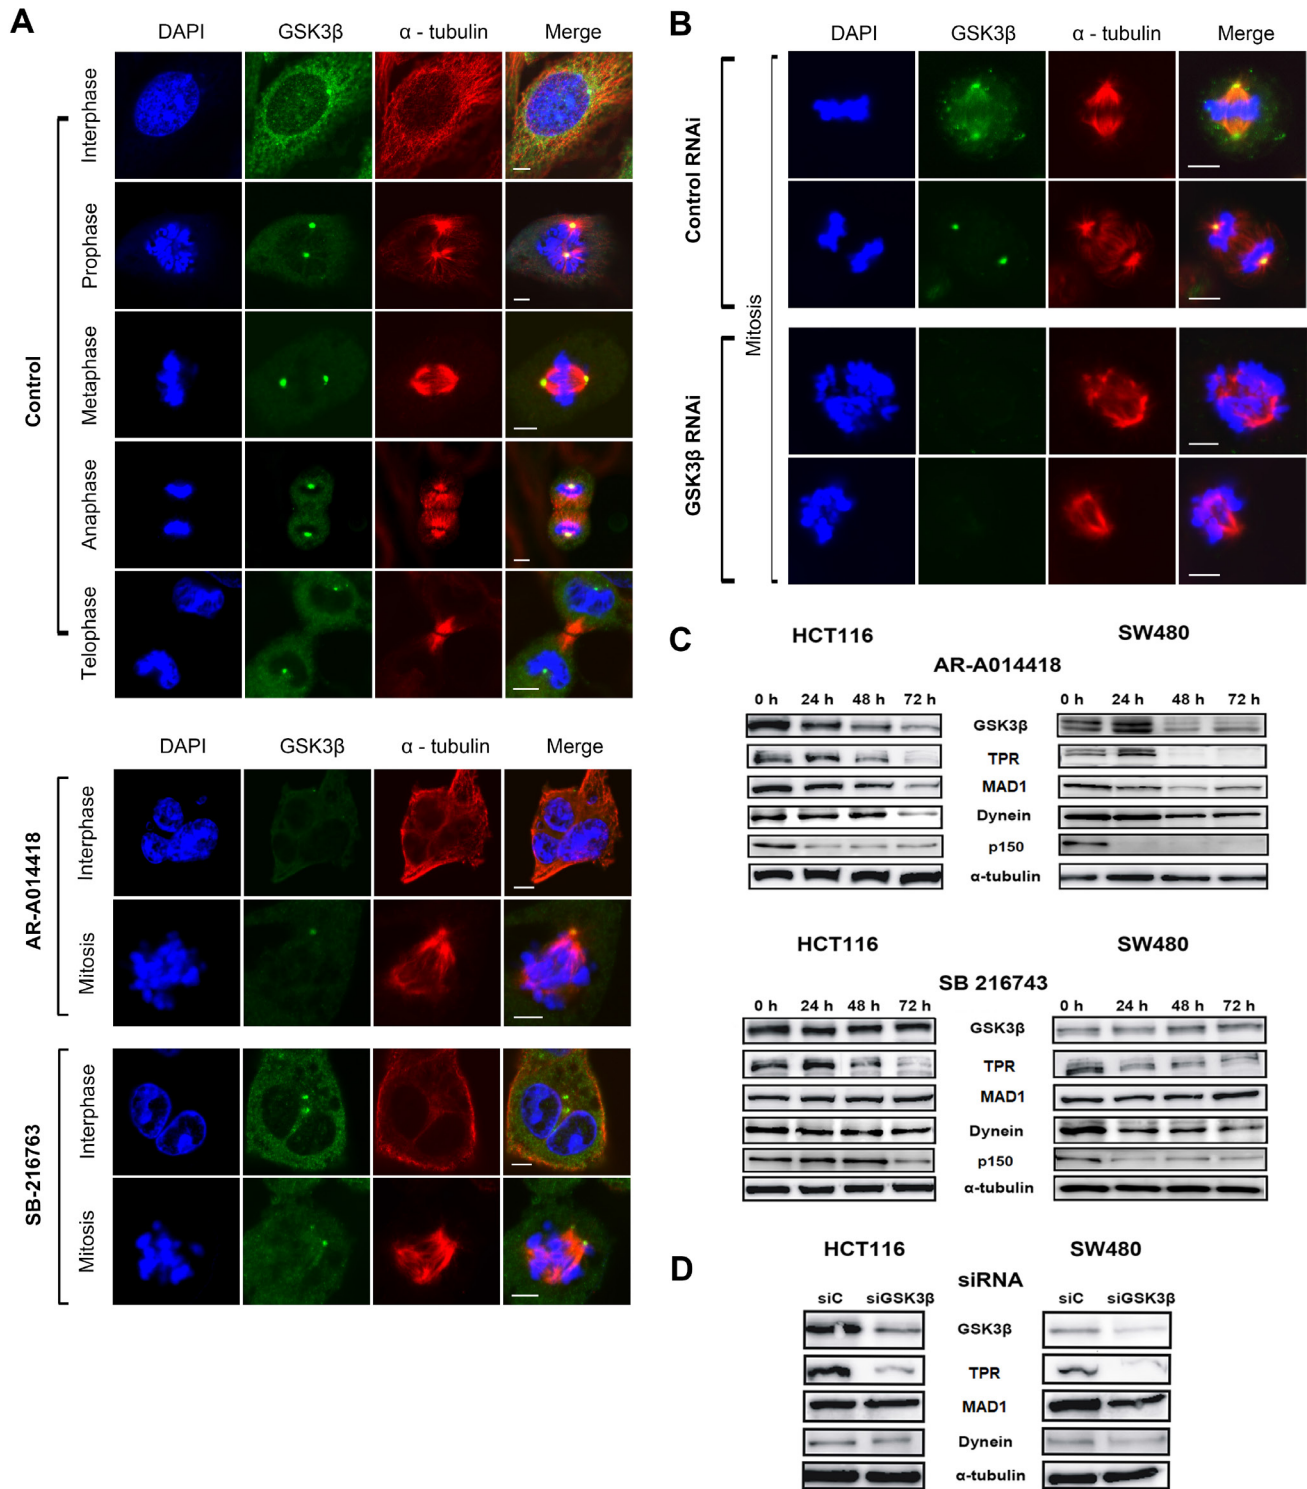 A
DAPI GSK3β α - tubulin Merge
Control
Interphase
Prophase
Metaphase
Anaphase
Telophase
DAPI GSK3β α - tubulin Merge
AR-A014418
Interphase
Mitosis
SB-216763
Interphase
Mitosis
B
DAPI GSK3β α - tubulin Merge
Control RNAi
GSK3β RNAi
Mitosis
C
HCT116 SW480
AR-A014418
0 h 24 h 48 h 72 h 0 h 24 h 48 h 72 h
GSK3β
TPR
MAD1
Dynein
p150
α-tubulin
HCT116 SW480
SB 216743
0 h 24 h 48 h 72 h 0 h 24 h 48 h 72 h
GSK3β
TPR
MAD1
Dynein
p150
α-tubulin
D
HCT116 SW480
siRNA
siC siGSK3β siC siGSK3β
GSK3β
TPR
MAD1
Dynein
α-tubulin